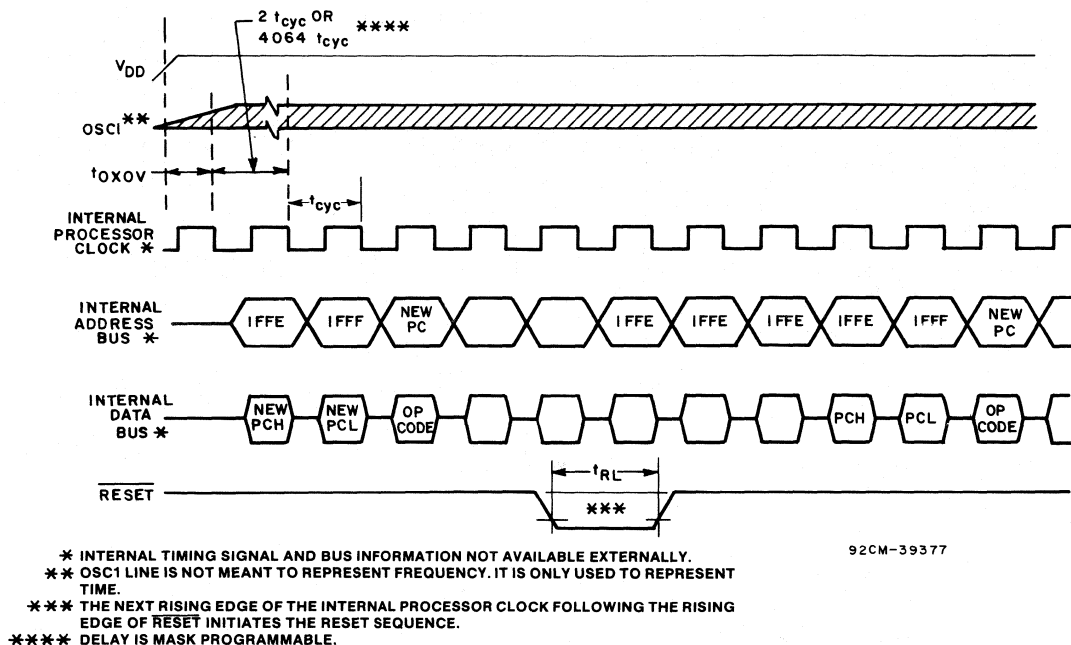 2 tcyc OR
4064 tcyc ****
VDD
OSC1**
tOXOV
tcyc
INTERNAL
PROCESSOR
CLOCK *
INTERNAL
ADDRESS
BUS *
1FFE
1FFF
NEW
PC
1FFE
1FFE
1FFE
1FFE
1FFF
NEW
PC
INTERNAL
DATA
BUS *
NEW
PCH
NEW
PCL
OP
CODE
PCH
PCL
OP
CODE
tRL
RESET
***
92CM-39377
* INTERNAL TIMING SIGNAL AND BUS INFORMATION NOT AVAILABLE EXTERNALLY.
** OSC1 LINE IS NOT MEANT TO REPRESENT FREQUENCY. IT IS ONLY USED TO REPRESENT
TIME.
*** THE NEXT RISING EDGE OF THE INTERNAL PROCESSOR CLOCK FOLLOWING THE RISING
EDGE OF RESET INITIATES THE RESET SEQUENCE.
**** DELAY IS MASK PROGRAMMABLE.